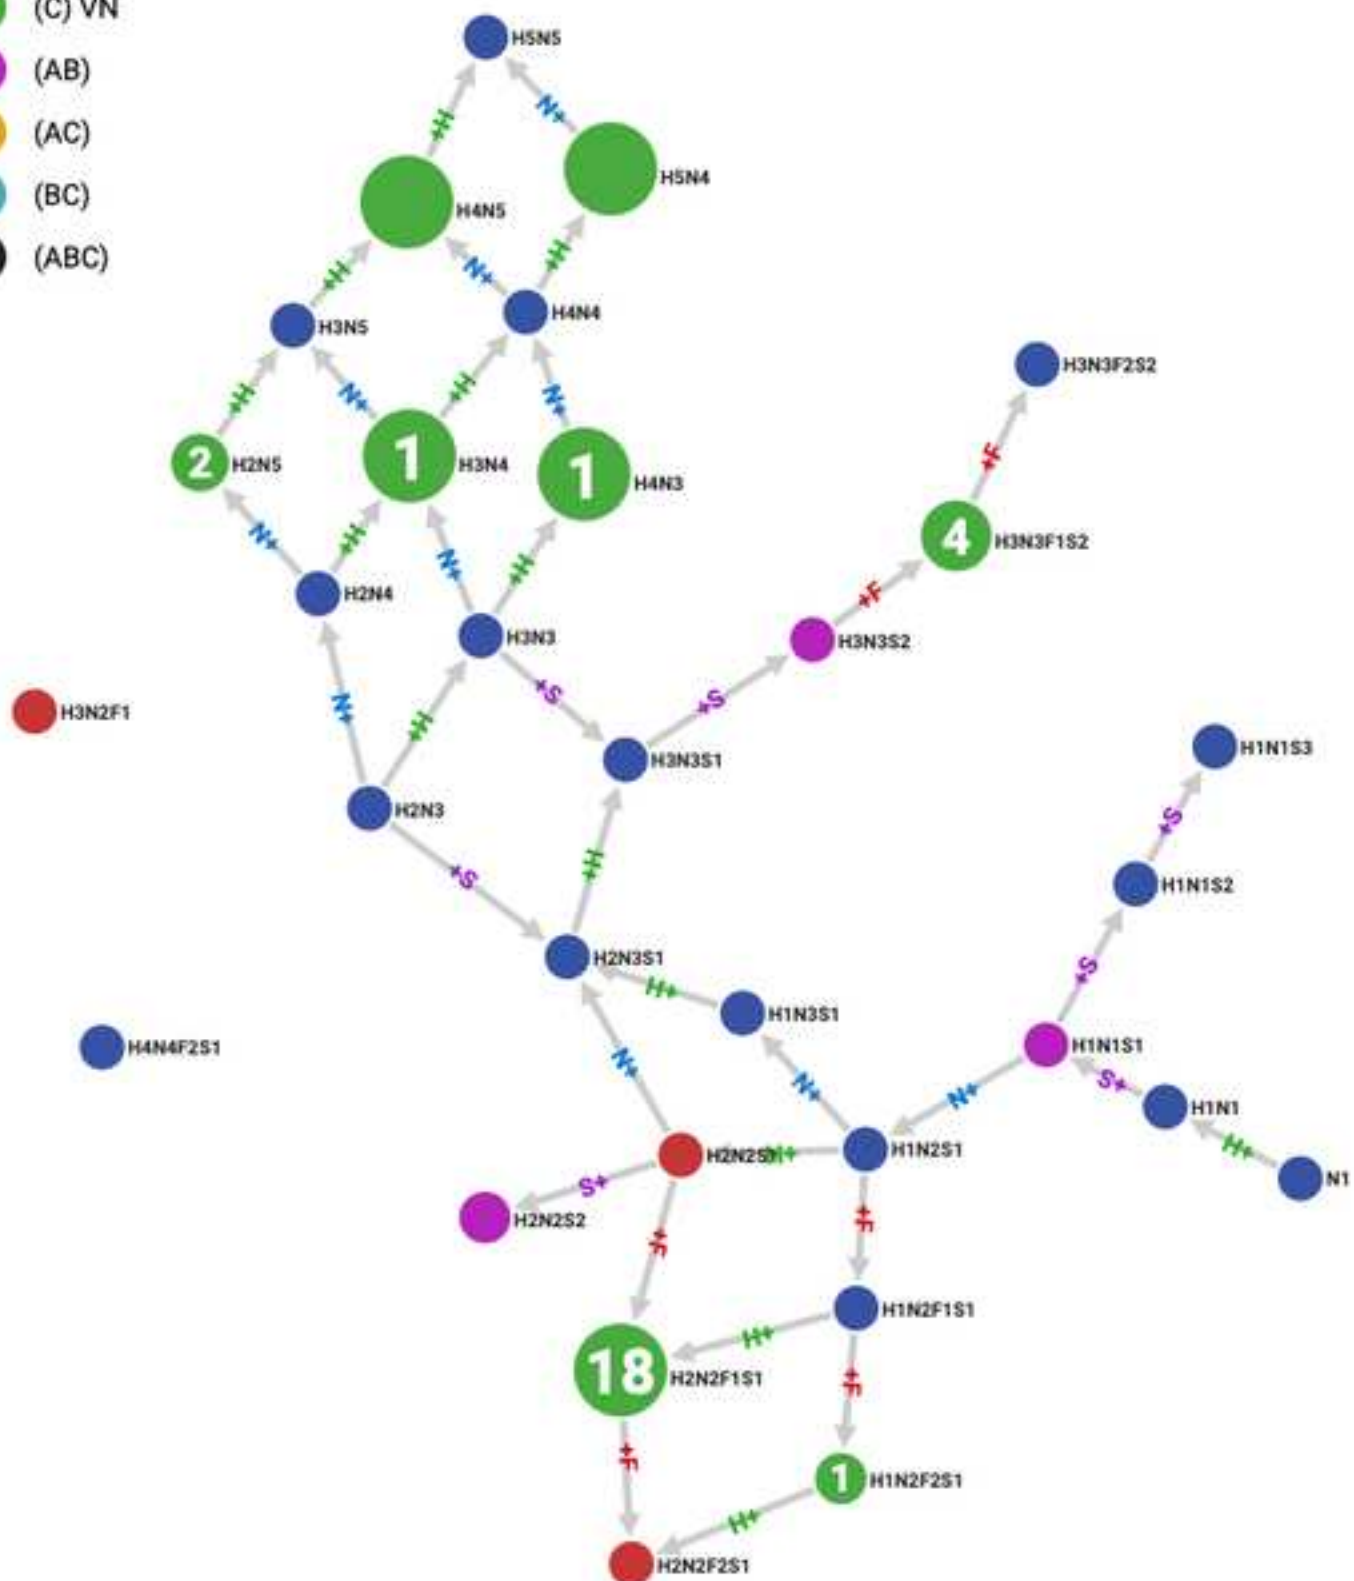 (C) VN
(AB)
(AC)
(BC)
(ABC)
H5N5
+H
N+
H4N5
H5N4
+H
N+
+H
H3N5
H4N4
+H
N+
+H
N+
2
H2N5
1
H3N4
1
H4N3
N+
+H
N+
+H
H2N4
H3N3
H3N3F2S2
+F
4
H3N3F1S2
+F
H3N3S2
+S
+S
H3N3S1
H3N2F1
N+
+H
H2N3
+S
+H
H2N3S1
H+
H1N3S1
H1N1S3
+S
H1N1S2
+S
H1N1S1
S+
H1N1
H+
N1
H4N4F2S1
N+
N+
N+
H2N2S1
H+
H1N2S1
S+
H2N2S2
+F
+F
H1N2F1S1
H+
18
H2N2F1S1
+F
+F
1
H1N2F2S1
H+
H2N2F2S1